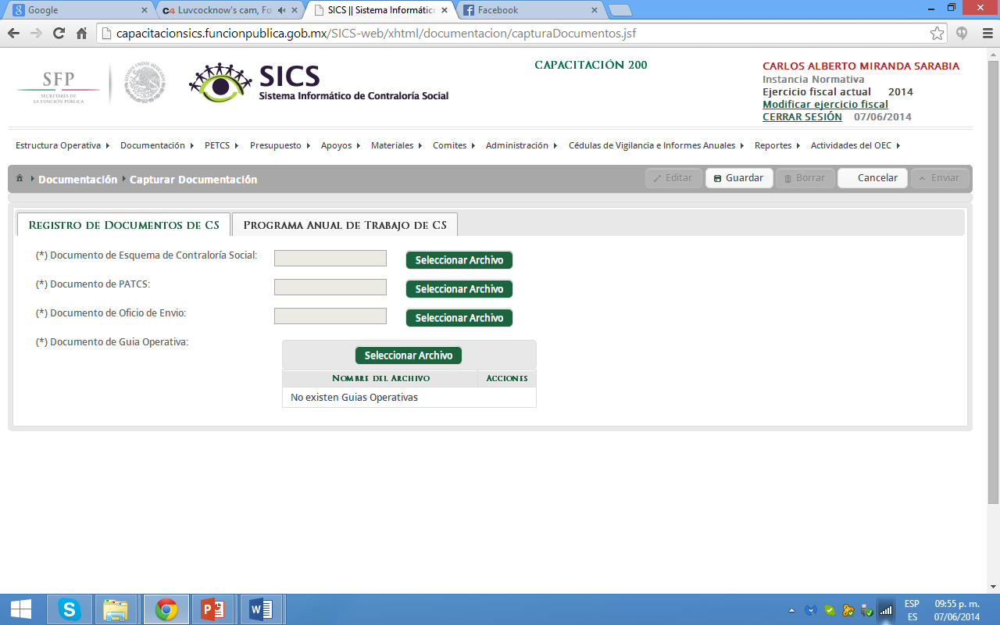 Google
Luvcocknow's cam, Fo
SICS || Sistema Informátic
Facebook
capacitacionsics.funcionpublica.gob.mx/SICS-web/xhtml/documentacion/capturaDocumentos.jsf
SFP
SECRETARÍA DE
LA FUNCIÓN PÚBLICA
ESTADOS UNIDOS MEXICANOS
SICS
Sistema Informático de Contraloría Social
CAPACITACIÓN 200
CARLOS ALBERTO MIRANDA SARABIA
Instancia Normativa
Ejercicio fiscal actual 2014
Modificar ejercicio fiscal
CERRAR SESIÓN 07/06/2014
Estructura Operativa Documentación PETCS Presupuesto Apoyos Materiales Comites Administración Cédulas de Vigilancia e Informes Anuales Reportes Actividades del OEC
Documentación Capturar Documentación Editar Guardar Borrar Cancelar Enviar
Registro de Documentos de CS Programa Anual de Trabajo de CS
(*) Documento de Esquema de Contraloría Social: Seleccionar Archivo
(*) Documento de PATCS: Seleccionar Archivo
(*) Documento de Oficio de Envio: Seleccionar Archivo
(*) Documento de Guia Operativa:
Seleccionar Archivo
Nombre del Archivo Acciones
No existen Guias Operativas
ESP 09:55 p. m.
ES 07/06/2014